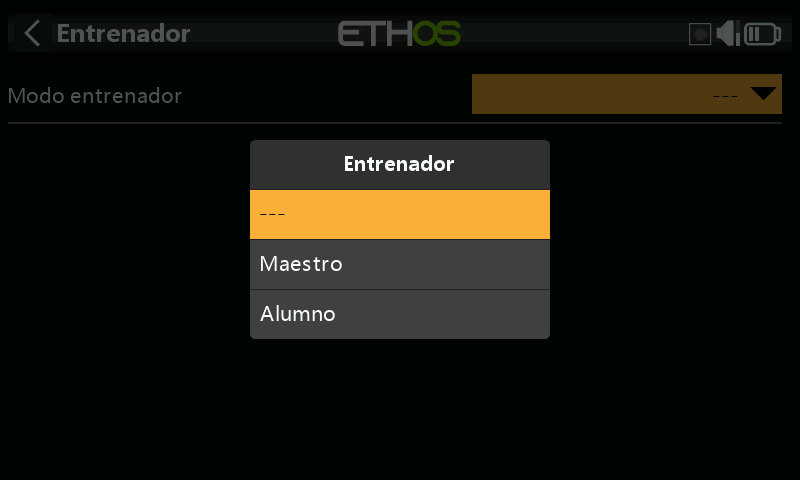 Entrenador
ETHOS
Modo entrenador
---
Entrenador
---
Maestro
Alumno